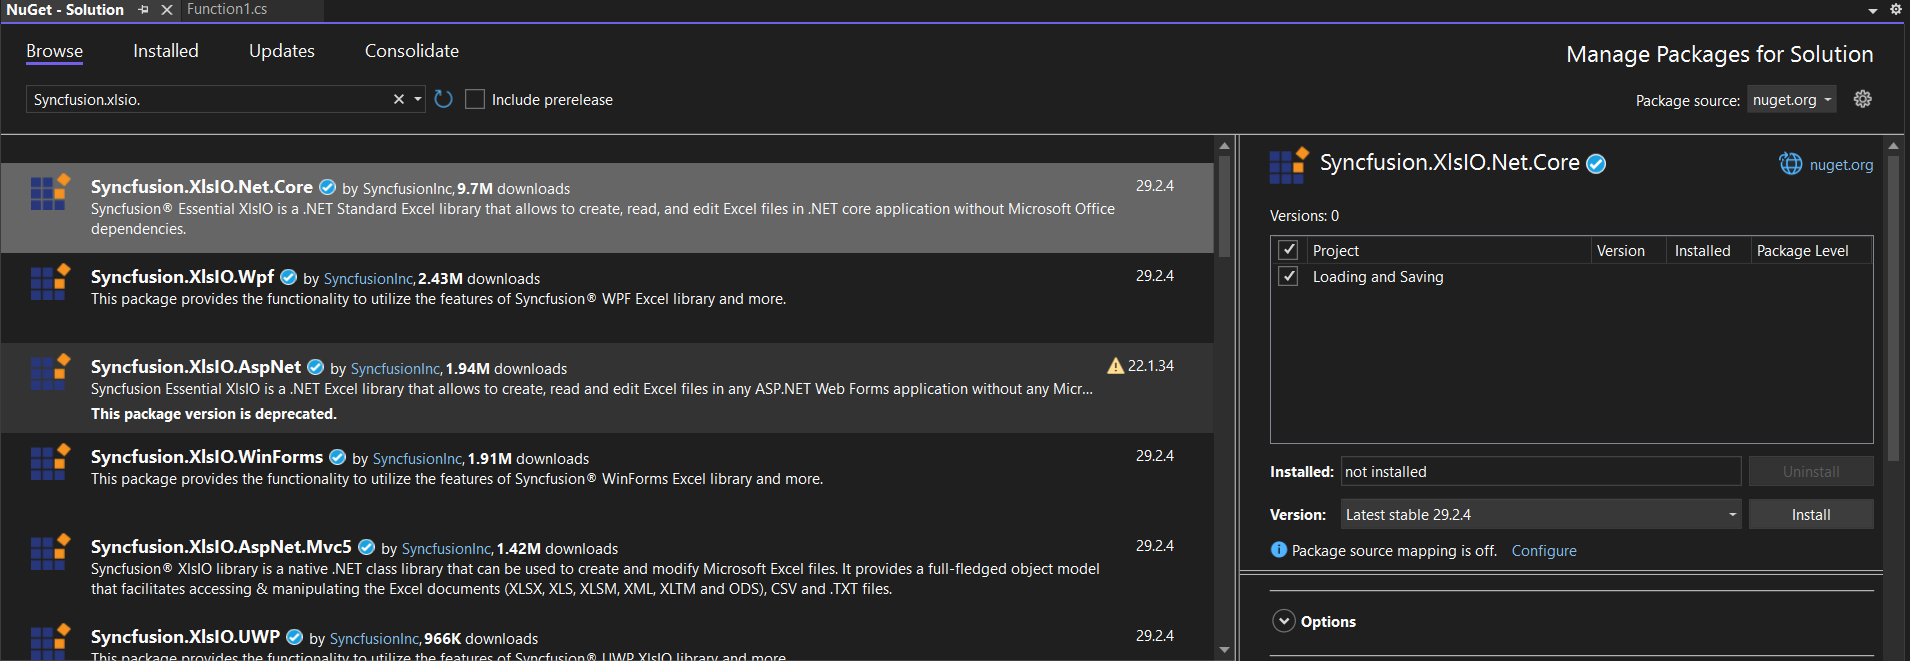 NuGet - Solution
Function1.cs
Browse
Installed
Updates
Consolidate
Manage Packages for Solution
Syncfusion.xlsio.
Include prerelease
Package source: nuget.org
Syncfusion.XlsIO.Net.Core by SyncfusionInc, 9.7M downloads
29.2.4
Syncfusion® Essential XlsIO is a .NET Standard Excel library that allows to create, read, and edit Excel files in .NET core application without Microsoft Office
dependencies.
Syncfusion.XlsIO.Wpf by SyncfusionInc, 2.43M downloads
29.2.4
This package provides the functionality to utilize the features of Syncfusion® WPF Excel library and more.
Syncfusion.XlsIO.AspNet by SyncfusionInc, 1.94M downloads
22.1.34
Syncfusion Essential XlsIO is a .NET Excel library that allows to create, read and edit Excel files in any ASP.NET Web Forms application without any Micr...
This package version is deprecated.
Syncfusion.XlsIO.WinForms by SyncfusionInc, 1.91M downloads
29.2.4
This package provides the functionality to utilize the features of Syncfusion® WinForms Excel library and more.
Syncfusion.XlsIO.AspNet.Mvc5 by SyncfusionInc, 1.42M downloads
29.2.4
Syncfusion® XlsIO library is a native .NET class library that can be used to create and modify Microsoft Excel files. It provides a full-fledged object model
that facilitates accessing & manipulating the Excel documents (XLSX, XLS, XLSM, XML, XLTM and ODS), CSV and .TXT files.
Syncfusion.XlsIO.UWP by SyncfusionInc, 966K downloads
29.2.4
This package provides the functionality to utilize the features of Syncfusion® UWP XlsIO library and more.
Syncfusion.XlsIO.Net.Core
nuget.org
Versions: 0
Project
Version
Installed
Package Level
Loading and Saving
Installed: not installed
Uninstall
Version: Latest stable 29.2.4
Install
Package source mapping is off. Configure
Options